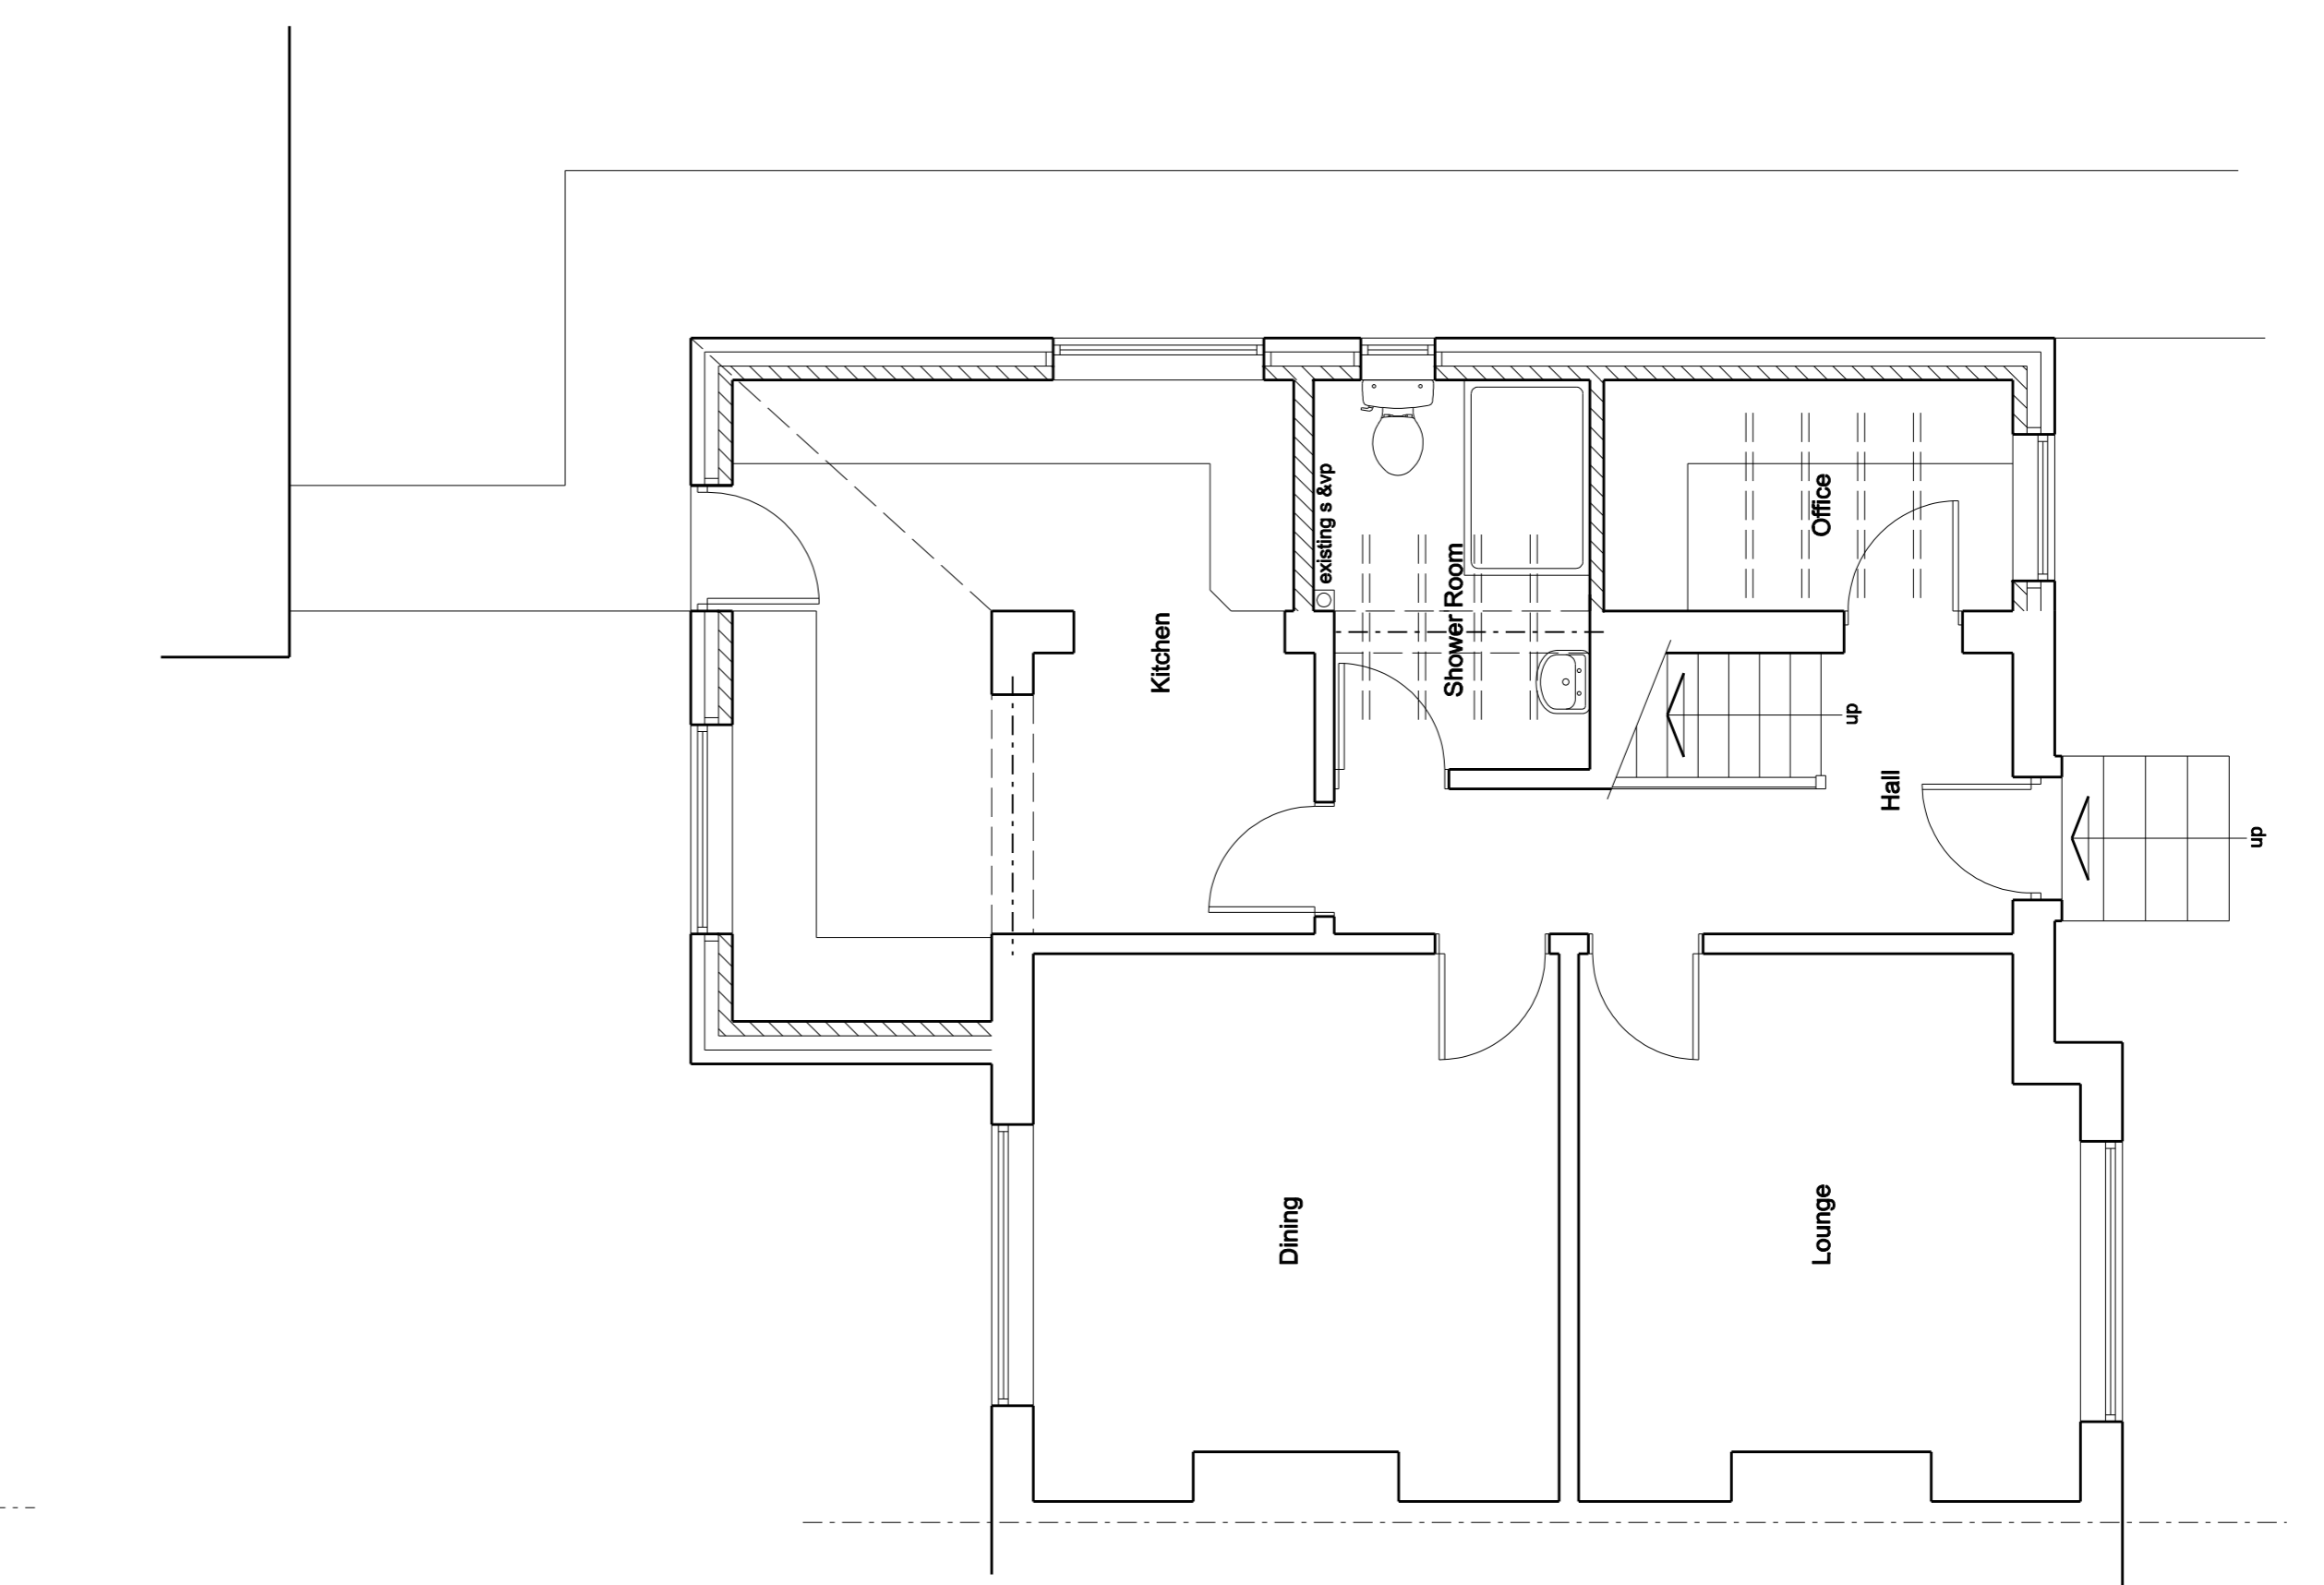 Kitchen
existing s &vp
Shower Room
Office
up
Hall
up
Dining
Lounge